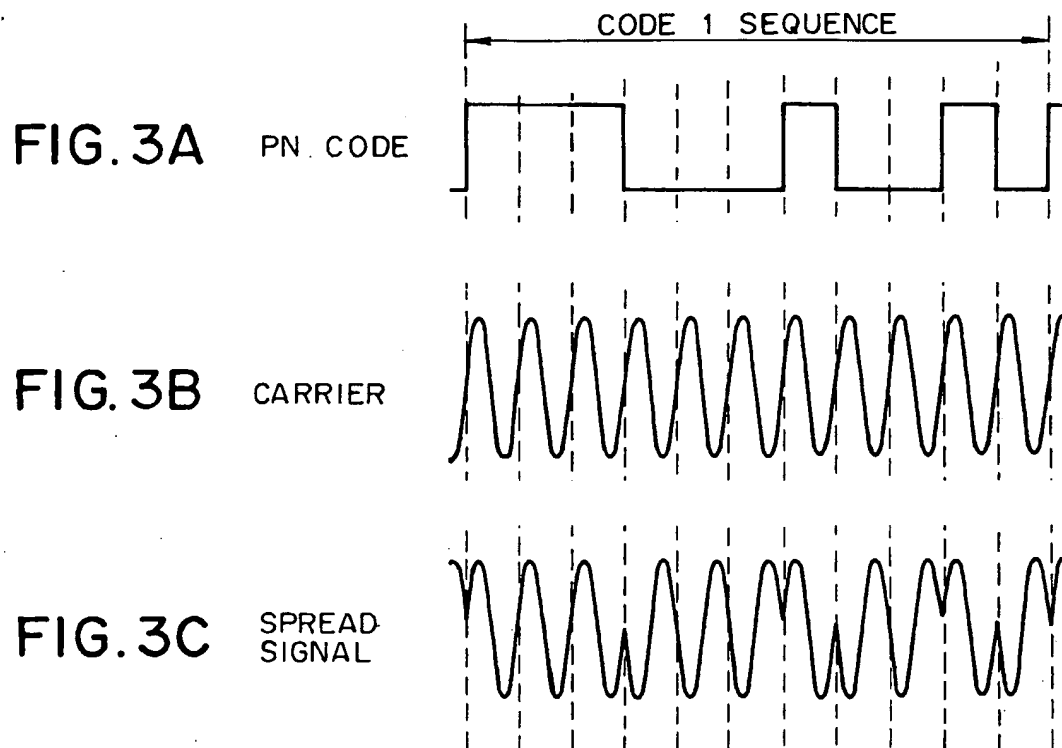 CODE 1 SEQUENCE
FIG. 3A PN. CODE
FIG. 3B CARRIER
FIG. 3C SPREAD
SIGNAL